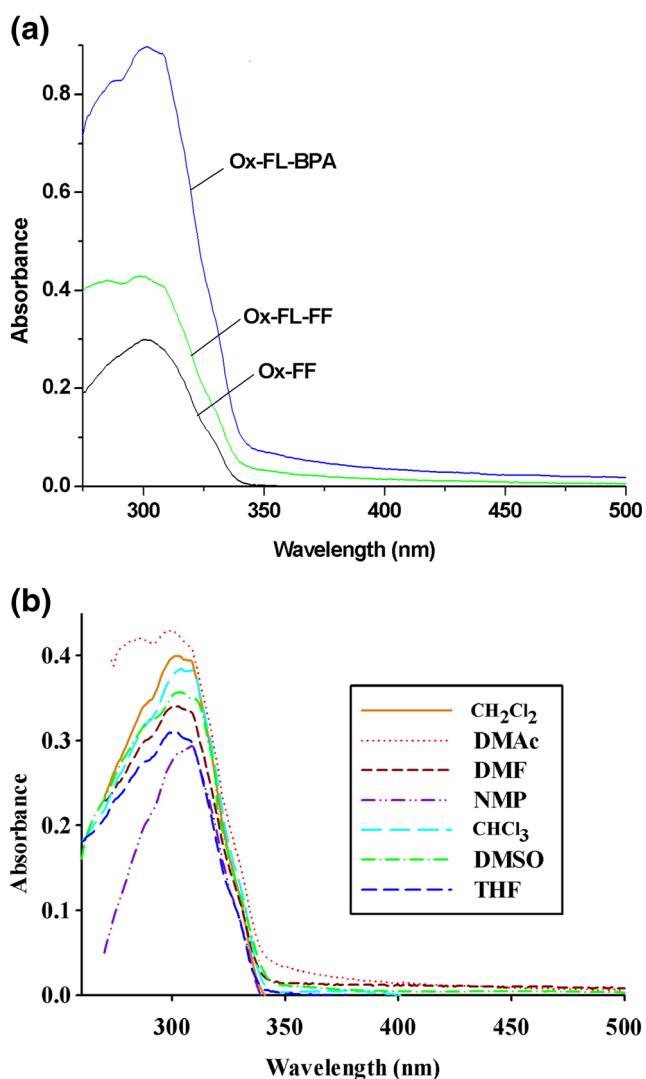 (a)
0.8
0.6
0.4
0.2
0.0
Absorbance
Ox-FL-BPA
Ox-FL-FF
Ox-FF
300 350 400 450 500
Wavelength (nm)
(b)
0.4
0.3
0.2
0.1
0.0
Absorbance
CH2Cl2
DMAc
DMF
NMP
CHCl3
DMSO
THF
300 350 400 450 500
Wavelength (nm)